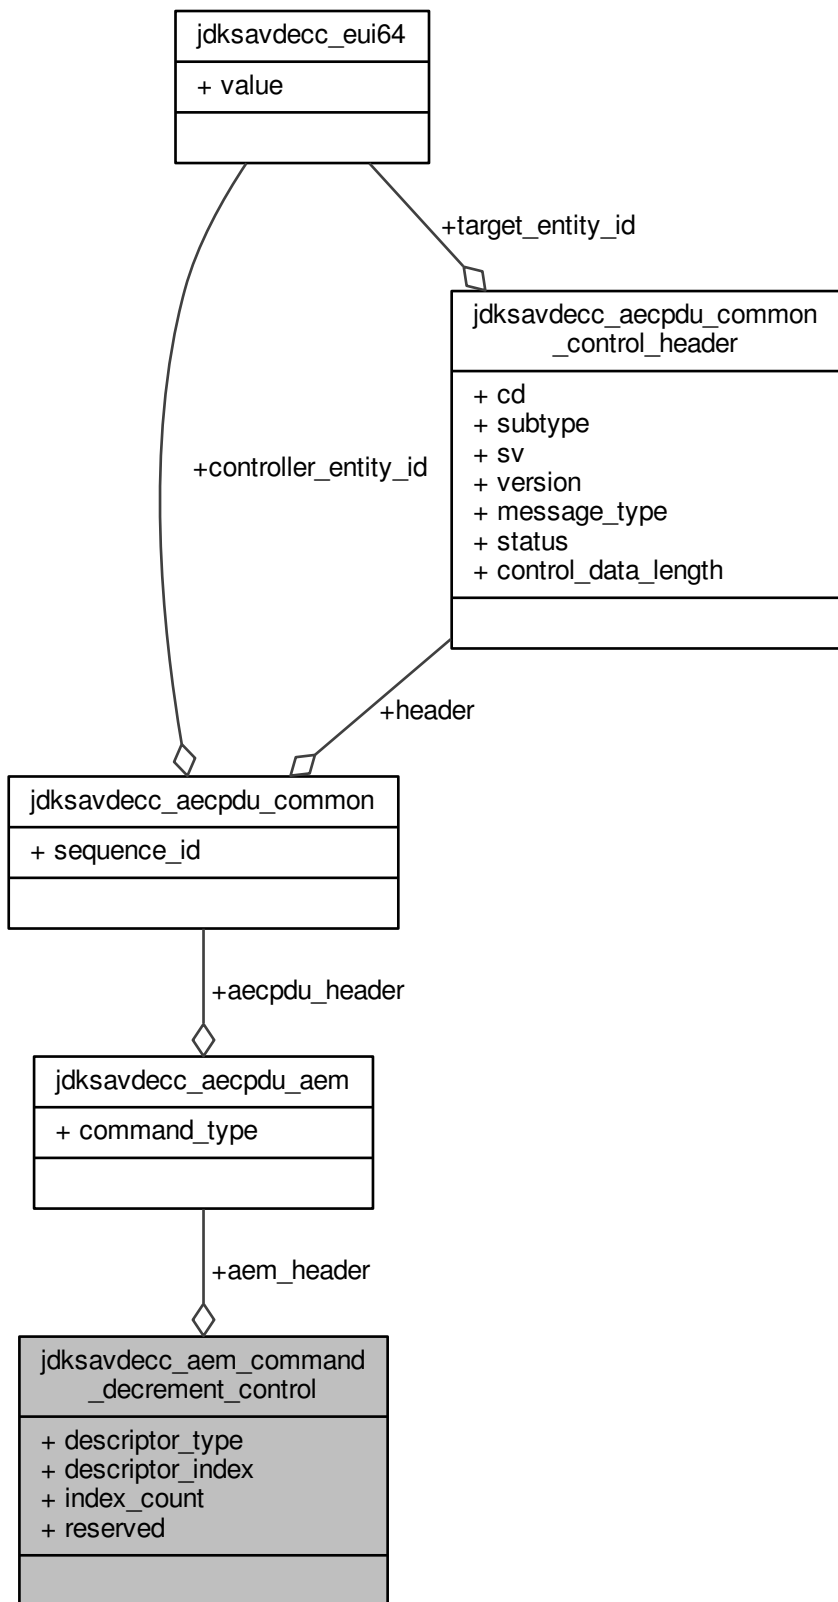 jdksavdecc_eui64
+ value
+target_entity_id
jdksavdecc_aecpdu_common
_control_header
+ cd
+ subtype
+ sv
+ version
+ message_type
+ status
+ control_data_length
+controller_entity_id
+header
jdksavdecc_aecpdu_common
+ sequence_id
+aecpdu_header
jdksavdecc_aecpdu_aem
+ command_type
+aem_header
jdksavdecc_aem_command
_decrement_control
+ descriptor_type
+ descriptor_index
+ index_count
+ reserved